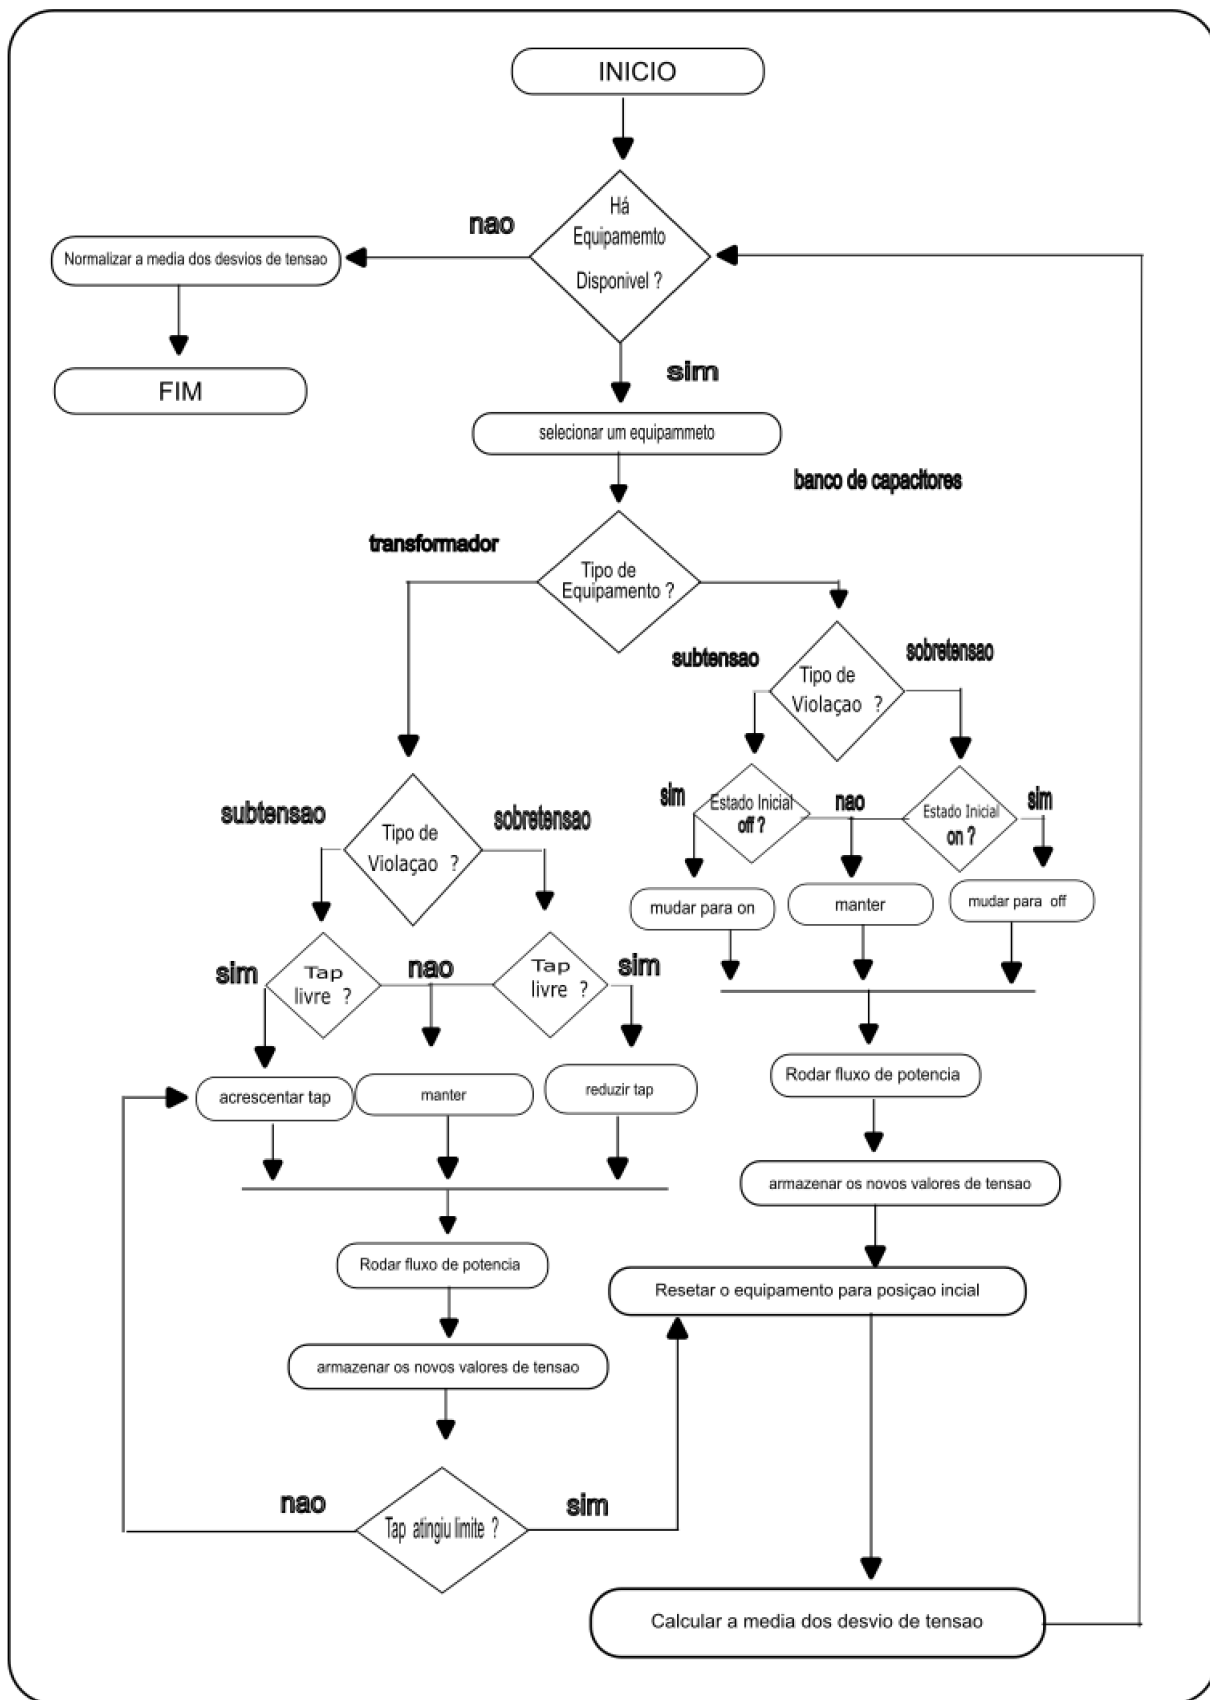 INICIO
Há
Equipamemto
Disponivel ?
nao
Normalizar a media dos desvios de tensao
FIM
sim
selecionar um equipammeto
banco de capacitores
transformador
Tipo de
Equipamento ?
subtensao
sobretensao
Tipo de
Violaçao ?
sim
Estado Inicial
off ?
nao
Estado Inicial
on ?
sim
mudar para on
manter
mudar para off
subtensao
sobretensao
Tipo de
Violaçao ?
sim
Tap
livre ?
nao
Tap
livre ?
sim
acrescentar tap
manter
reduzir tap
Rodar fluxo de potencia
armazenar os novos valores de tensao
Resetar o equipamento para posiçao incial
Rodar fluxo de potencia
armazenar os novos valores de tensao
nao
Tap atingiu limite ?
sim
Calcular a media dos desvio de tensao